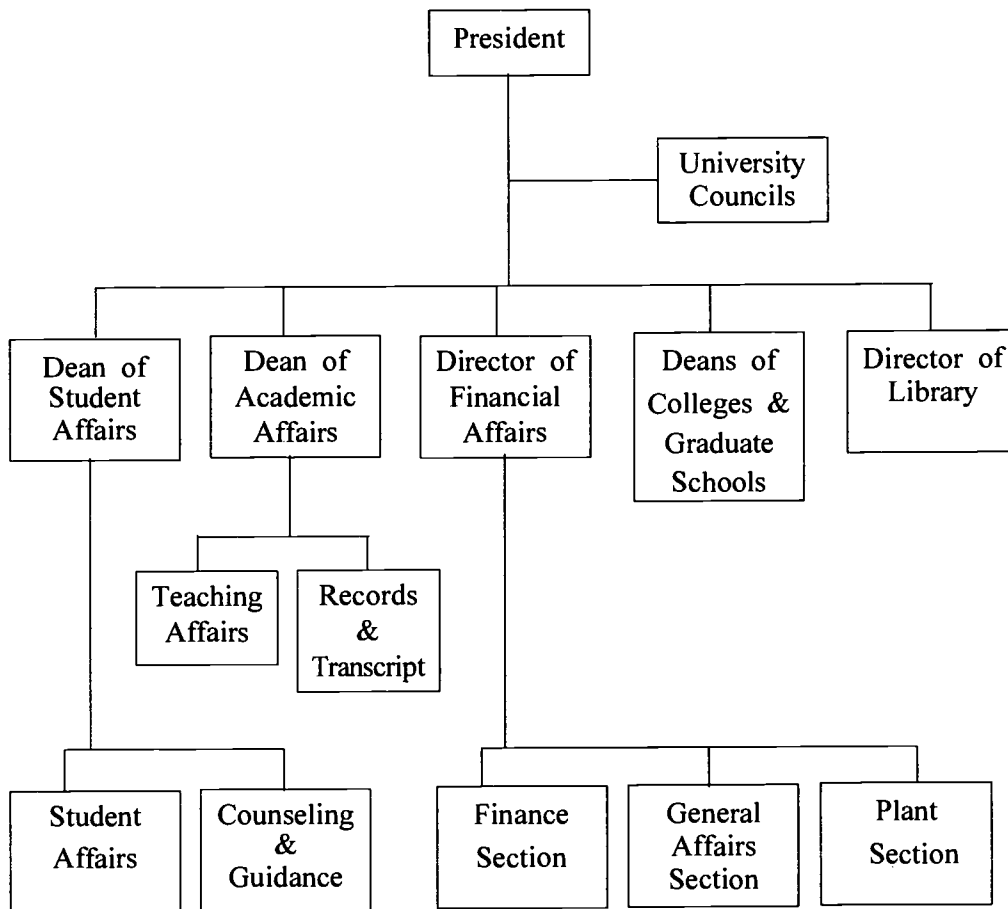 President
University
Councils
Dean of
Student
Affairs
Dean of
Academic
Affairs
Director of
Financial
Affairs
Deans of
Colleges &
Graduate
Schools
Director of
Library
Teaching
Affairs
Records
&
Transcript
Student
Affairs
Counseling
&
Guidance
Finance
Section
General
Affairs
Section
Plant
Section